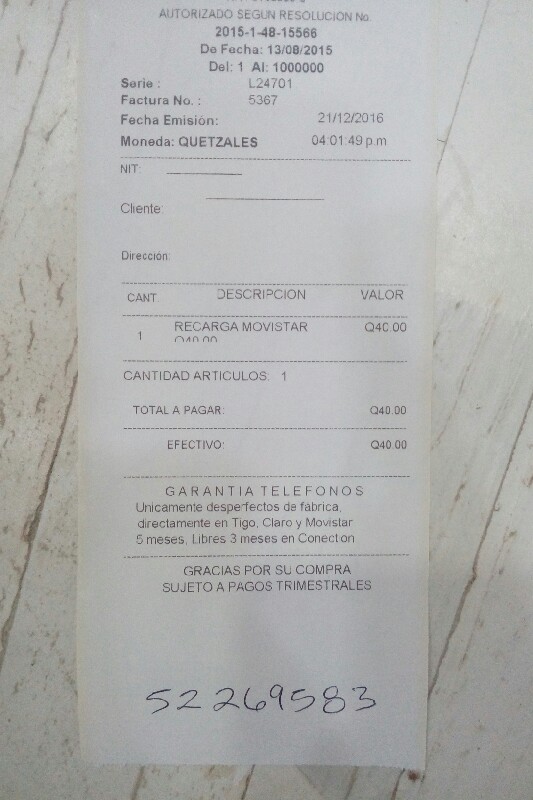 AUTORIZADO SEGUN RESOLUCION No.
2015-1-48-15566
De Fecha: 13/08/2015
Del: 1 Al: 1000000
Serie : L24701
Factura No. : 5367
Fecha Emisión: 21/12/2016
Moneda: QUETZALES 04:01:49 p.m
NIT:
Cliente:
Dirección:
CANT. DESCRIPCION VALOR
1 RECARGA MOVISTAR Q40.00
Q40.00
CANTIDAD ARTICULOS: 1
TOTAL A PAGAR: Q40.00
EFECTIVO: Q40.00
GARANTIA TELEFONOS
Unicamente desperfectos de fábrica,
directamente en Tigo, Claro y Movistar
5 meses, Libres 3 meses en Conection
GRACIAS POR SU COMPRA
SUJETO A PAGOS TRIMESTRALES
52269583